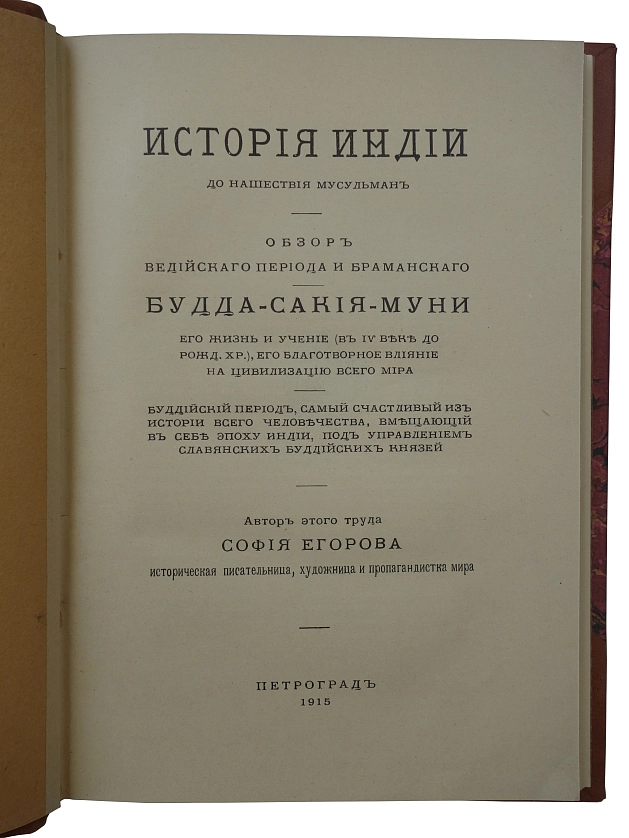 ИСТОРІЯ ИНДІИ
ДО НАШЕСТВІЯ МУСУЛЬМАНЪ
ОБЗОРЪ
ВЕДІЙСКАГО ПЕРІОДА И БРАМАНСКАГО
БУДДА-САКІЯ-МУНИ
ЕГО ЖИЗНЬ И УЧЕНІЕ (ВЪ IV ВѢКѢ ДО
РОЖД. ХР.), ЕГО БЛАГОТВОРНОЕ ВЛІЯНІЕ
НА ЦИВИЛИЗАЦІЮ ВСЕГО МІРА
БУДДІЙСКІЙ ПЕРІОДЪ, САМЫЙ СЧАСТЛИВЫЙ ИЗЪ
ИСТОРІИ ВСЕГО ЧЕЛОВѢЧЕСТВА, ВМѢЩАЮЩІЙ
ВЪ СЕБѢ ЭПОХУ ИНДІИ, ПОДЪ УПРАВЛЕНІЕМЪ
СЛАВЯНСКИХЪ БУДДІЙСКИХЪ КНЯЗЕЙ
Авторъ этого труда
СОФІЯ ЕГОРОВА
историческая писательница, художница и пропагандистка мира
ПЕТРОГРАДЪ
1915